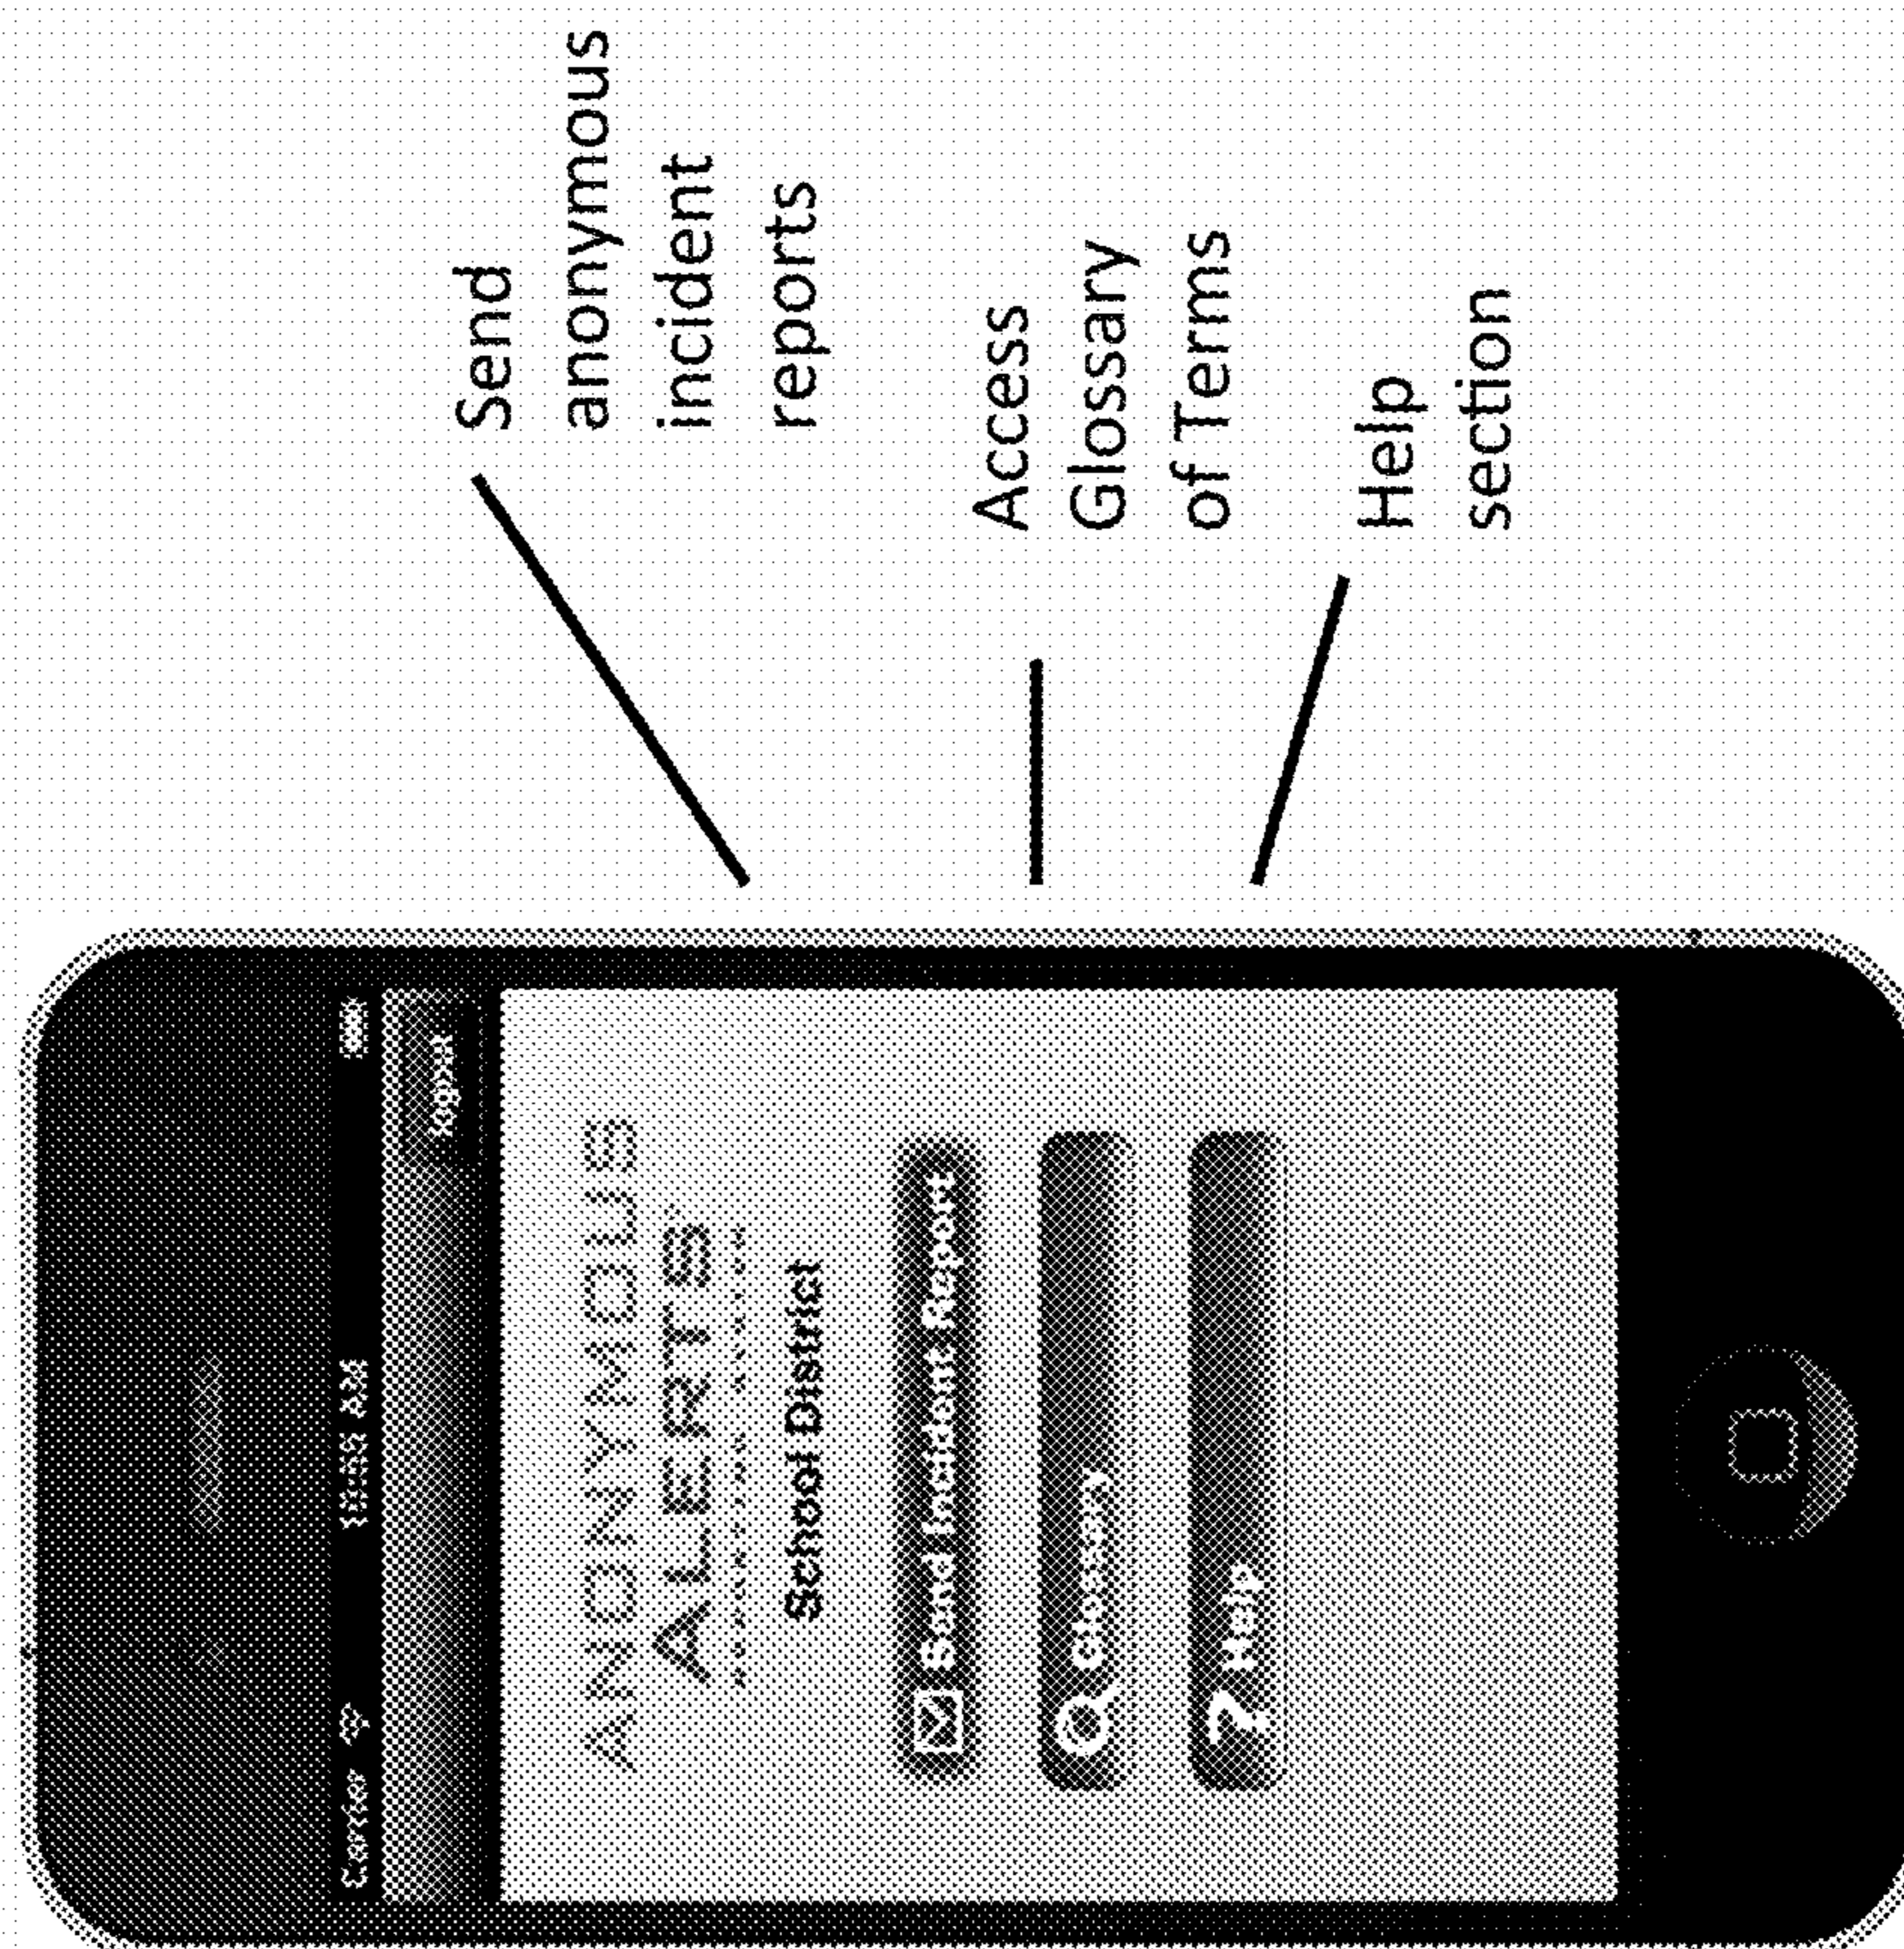 Carrier
Logout
ANONYMOUS
ALERTS
School District
Send Incident Report
Glossary
? Help
Send
anonymous
incident
reports
Access
Glossary
of Terms
Help
section